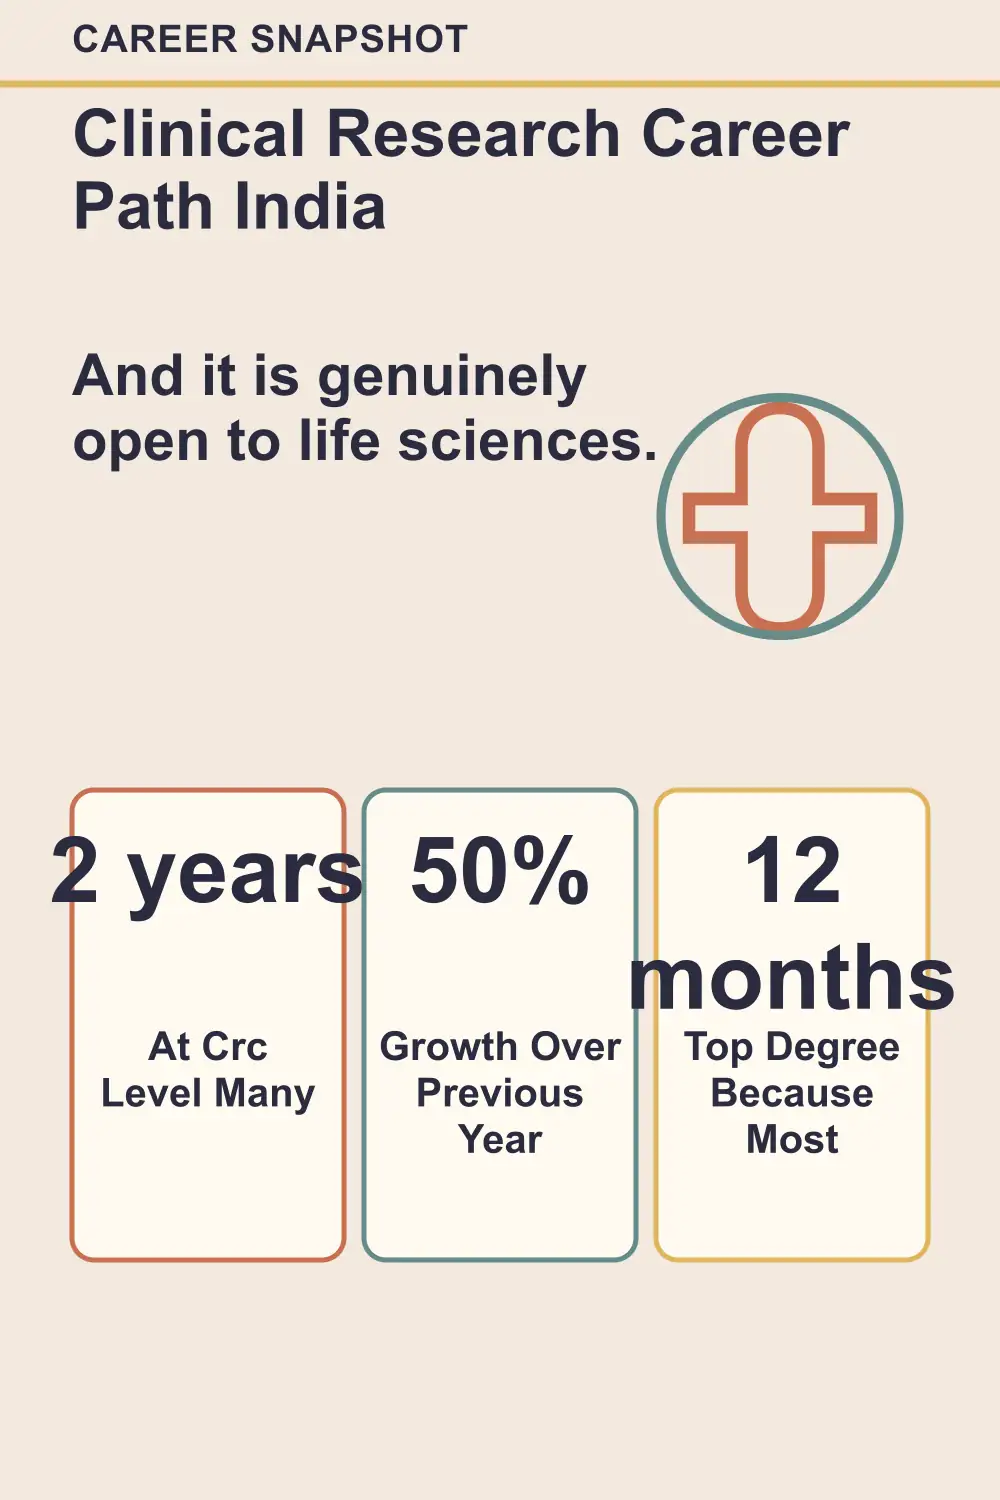 CAREER SNAPSHOT
Clinical Research Career
Path India
And it is genuinely
open to life sciences.
2 years
At Crc
Level Many
50%
Growth Over
Previous
Year
12
months
Top Degree
Because
Most